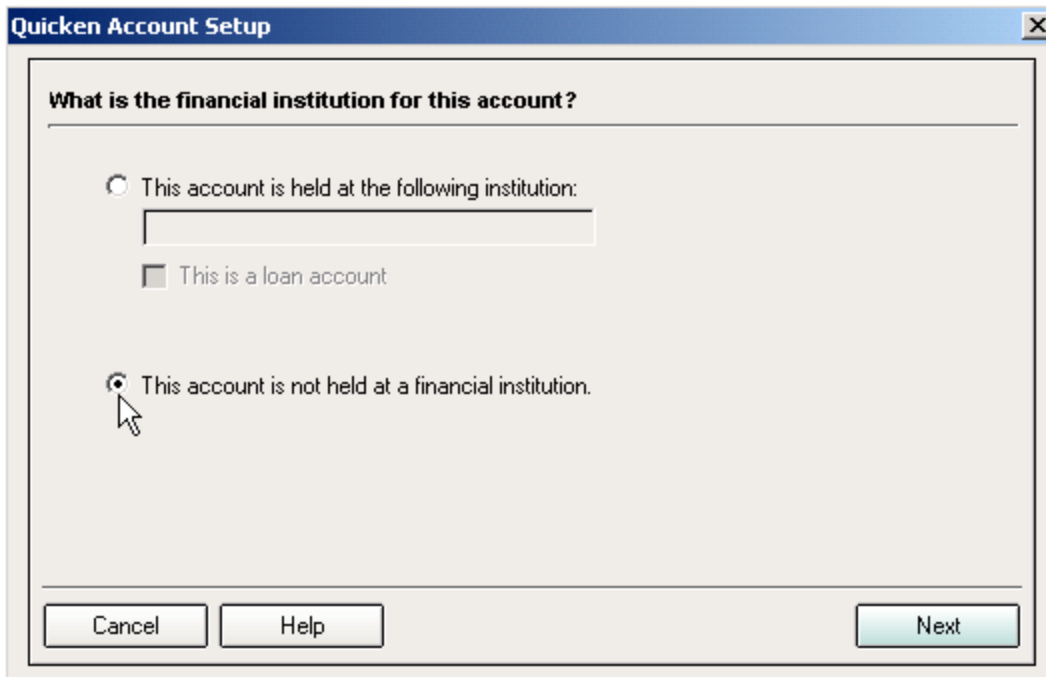 Quicken Account Setup
What is the financial institution for this account?
This account is held at the following institution:
This is a loan account
This account is not held at a financial institution.
Cancel Help Next